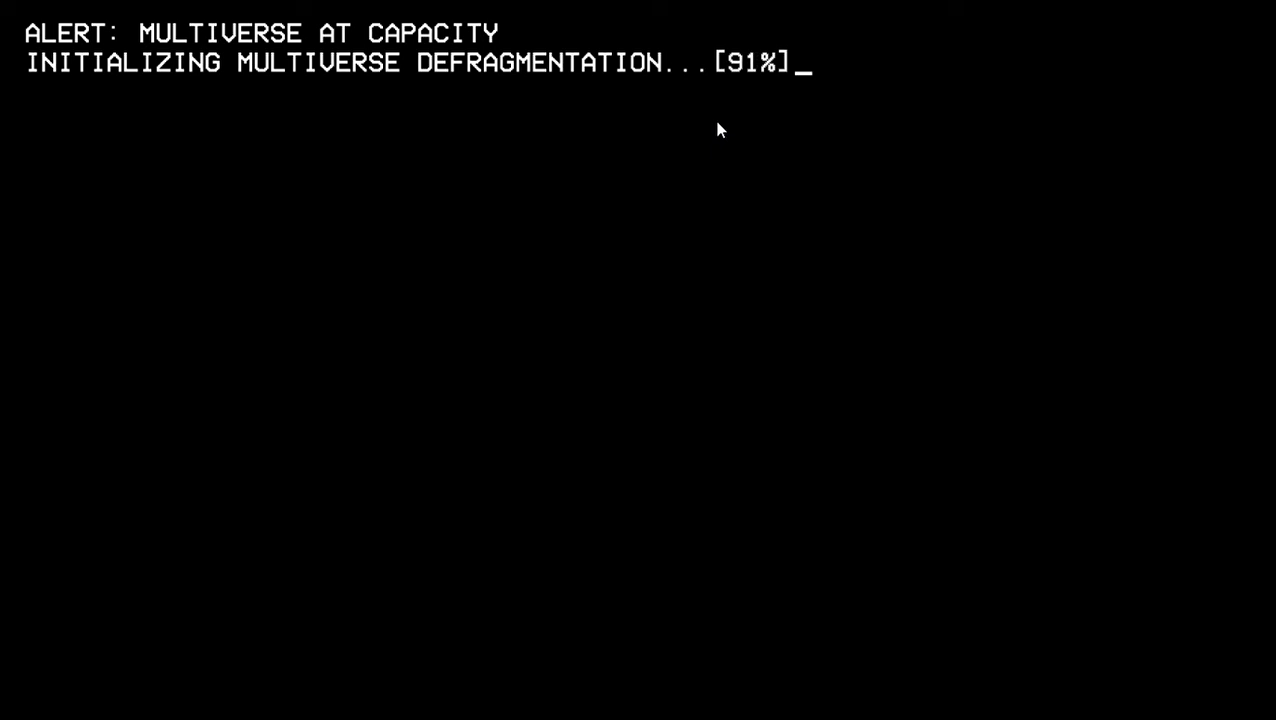 ALERT: MULTIVERSE AT CAPACITY
INITIALIZING MULTIVERSE DEFRAGMENTATION...[91%]_